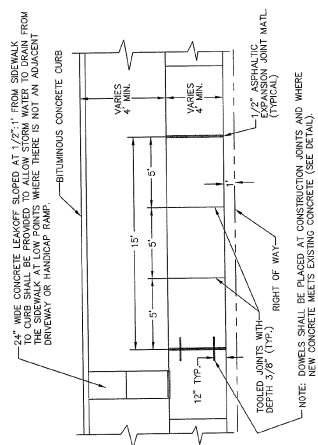 24" WIDE CONCRETE LEAKOFF SLOPED AT 1/2":1' FROM SIDEWALK
TO CURB SHALL BE PROVIDED TO ALLOW STORM WATER TO DRAIN FROM
THE SIDEWALK AT LOW POINTS WHERE THERE IS NOT AN ADJACENT
DRIVEWAY OR HANDICAP RAMP.
BITUMINOUS CONCRETE CURB
VARIES
4' MIN.
VARIES
4' MIN.
15'
5'
5'
5'
1/2" ASPHALTIC
EXPANSION JOINT MATL.
(TYPICAL)
1'
12" TYP.
RIGHT OF WAY
TOOLED JOINTS WITH
DEPTH 3/8" (TYP.)
NOTE: DOWELS SHALL BE PLACED AT CONSTRUCTION JOINTS AND WHERE
NEW CONCRETE MEETS EXISTING CONCRETE (SEE DETAIL).